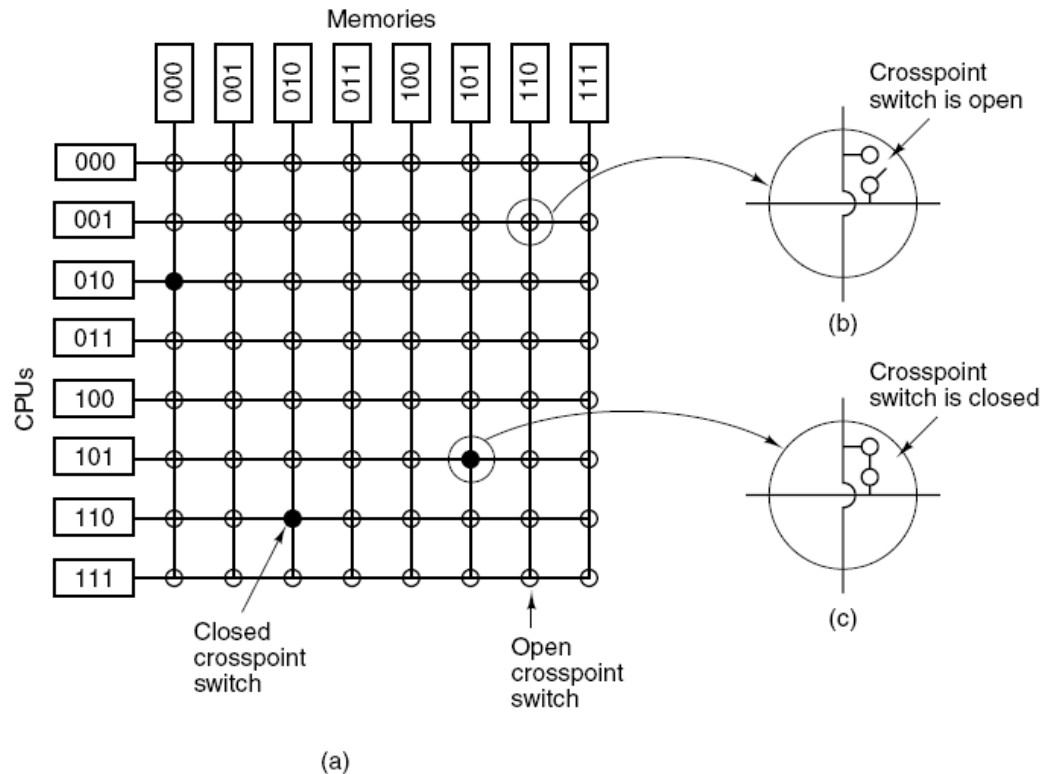 Memories
000
001
010
011
100
101
110
111
Crosspoint
switch is open
000
001
010
011
100
101
110
111
CPUs
(b)
Crosspoint
switch is closed
(c)
Closed
crosspoint
switch
Open
crosspoint
switch
(a)